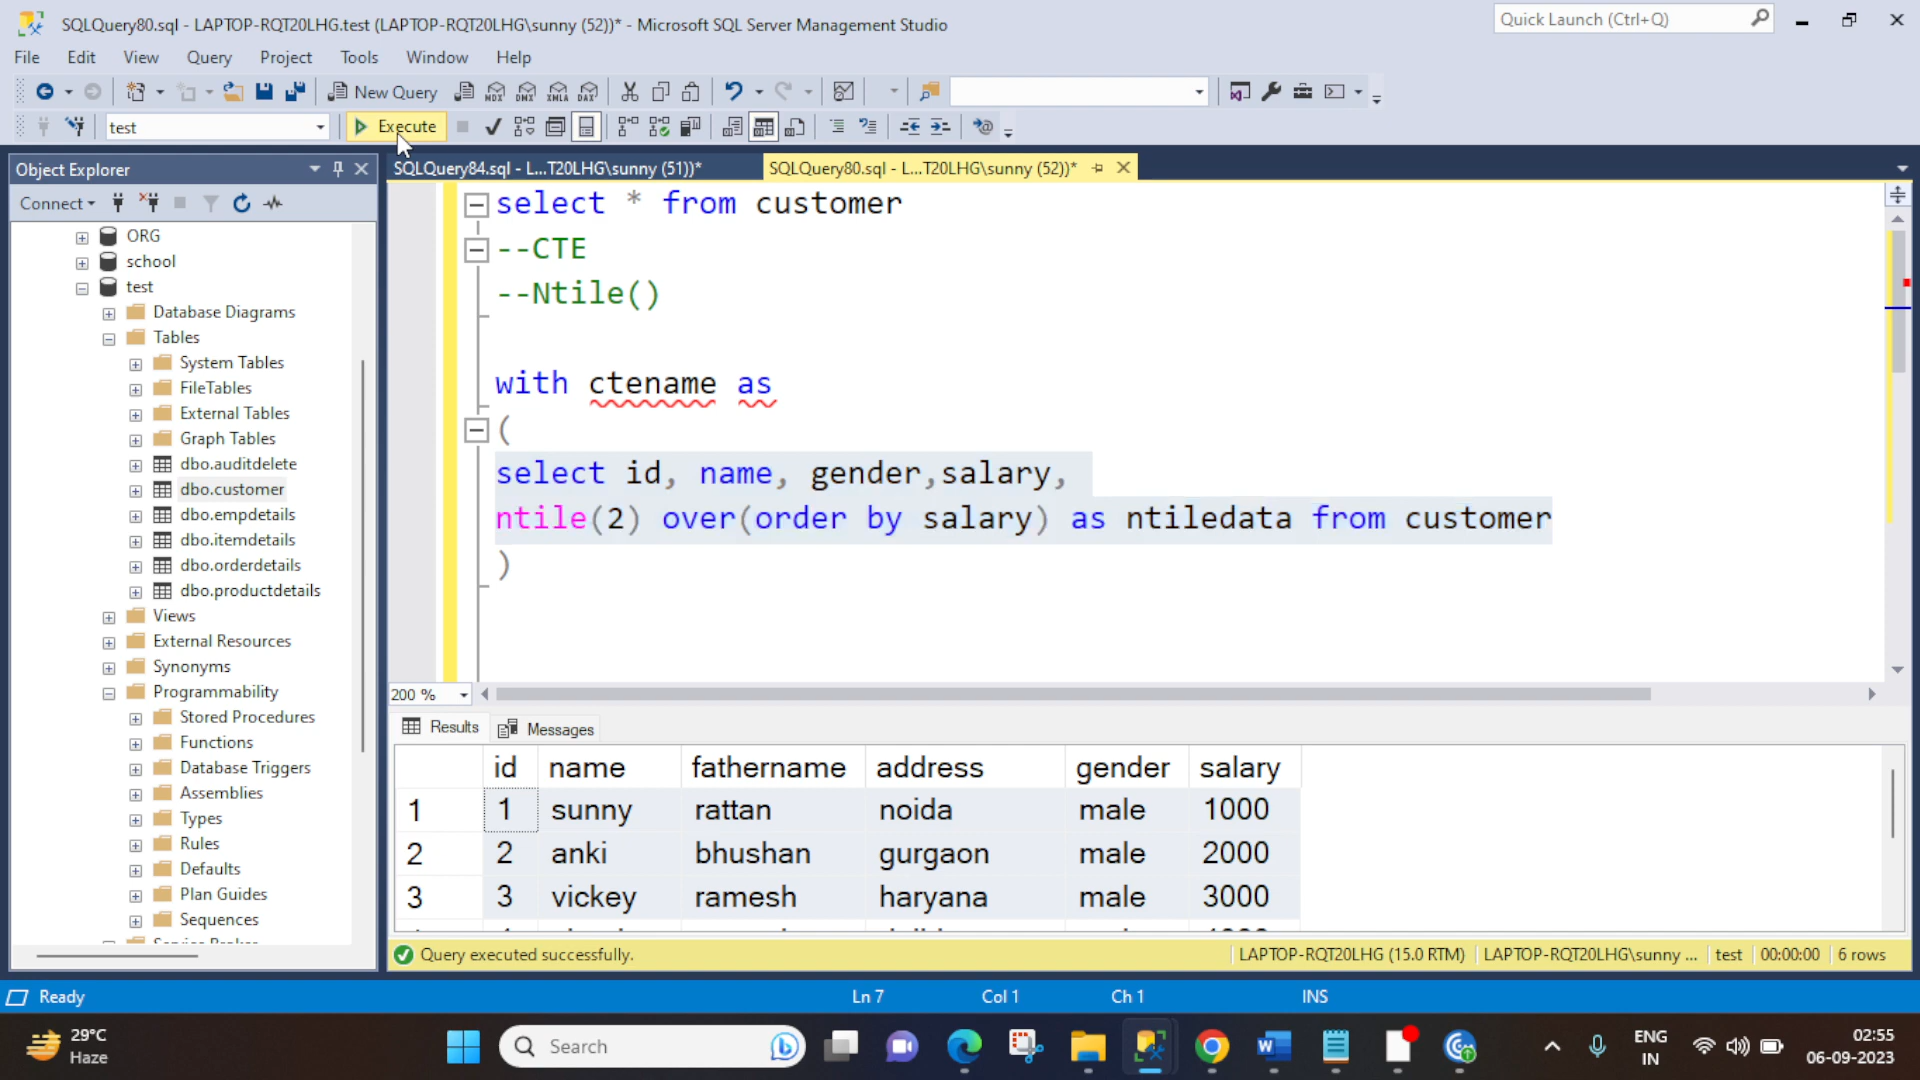 SQLQuery80.sql - LAPTOP-RQT20LHG.test (LAPTOP-RQT20LHG\sunny (52))* - Microsoft SQL Server Management Studio
Quick Launch (Ctrl+Q)
File Edit View Query Project Tools Window Help
New Query MDX DMX XMLA DAX
test Execute
Object Explorer
SQLQuery84.sql - L...T20LHG\sunny (51))* SQLQuery80.sql - L...T20LHG\sunny (52))*
Connect
ORG
school
test
Database Diagrams
Tables
System Tables
FileTables
External Tables
Graph Tables
dbo.auditdelete
dbo.customer
dbo.empdetails
dbo.itemdetails
dbo.orderdetails
dbo.productdetails
Views
External Resources
Synonyms
Programmability
Stored Procedures
Functions
Database Triggers
Assemblies
Types
Rules
Defaults
Plan Guides
Sequences
select * from customer
--CTE
--Ntile()
with ctename as
(
select id, name, gender,salary,
ntile(2) over(order by salary) as ntiledata from customer
)
200 %
Results Messages
id name fathername address gender salary
1 1 sunny rattan noida male 1000
2 2 anki bhushan gurgaon male 2000
3 3 vickey ramesh haryana male 3000
Query executed successfully. LAPTOP-RQT20LHG (15.0 RTM) LAPTOP-RQT20LHG\sunny ... test 00:00:00 6 rows
Ready Ln 7 Col 1 Ch 1 INS
29°C
Haze
Search
ENG
IN
02:55
06-09-2023